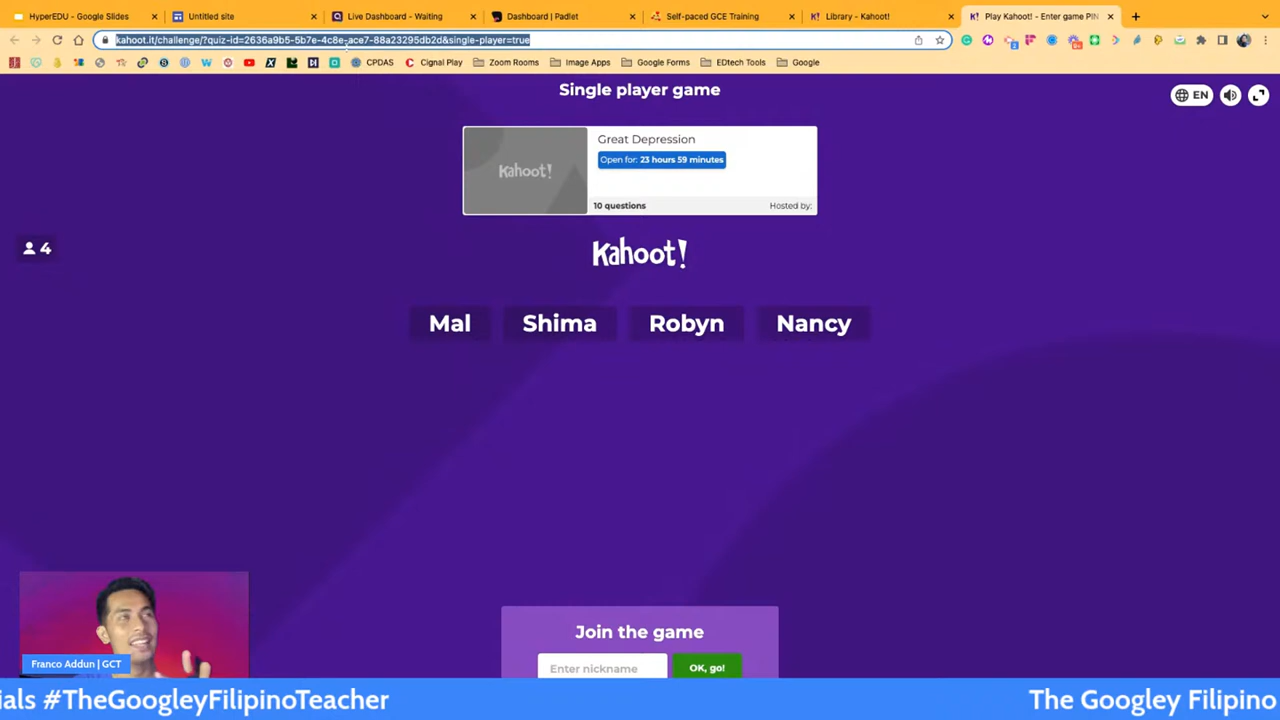 HyperEDU - Google Slides
Untitled site
Live Dashboard - Waiting
Dashboard | Padlet
Self-paced GCE Training
Library - Kahoot!
Play Kahoot! - Enter game PIN
kahoot.it/challenge/?quiz-id=2636a9b5-5b7e-4c8e-ace7-88a23295db2d&single-player=true
CPDAS
Cignal Play
Zoom Rooms
Image Apps
Google Forms
EDtech Tools
Google
Single player game
EN
Kahoot!
Great Depression
Open for: 23 hours 59 minutes
10 questions
Hosted by:
4
Kahoot!
Mal
Shima
Robyn
Nancy
Join the game
Enter nickname
OK, go!
Franco Addun | GCT
ials #TheGoogleyFilipinoTeacher
The Googley Filipino